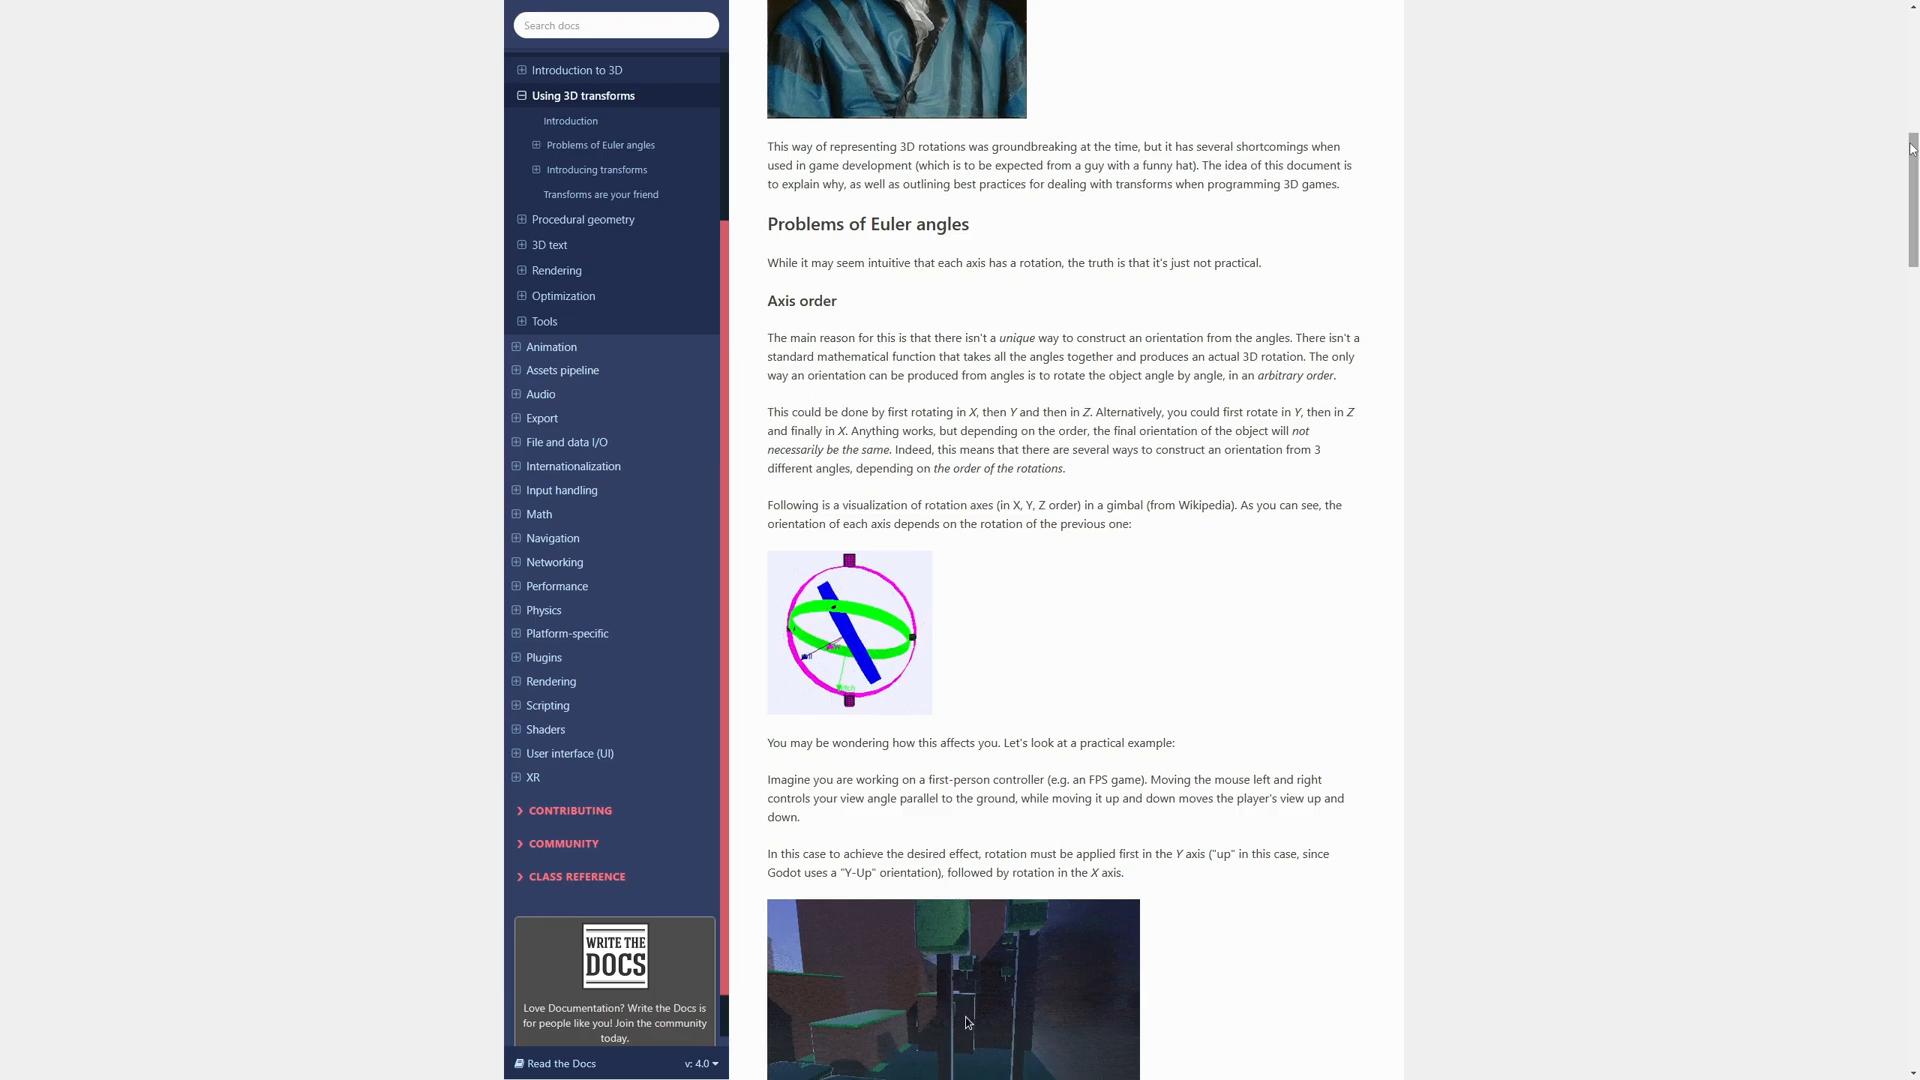 Search docs
Introduction to 3D
Using 3D transforms
Introduction
Problems of Euler angles
Introducing transforms
Transforms are your friend
Procedural geometry
3D text
Rendering
Optimization
Tools
Animation
Assets pipeline
Audio
Export
File and data I/O
Internationalization
Input handling
Math
Navigation
Networking
Performance
Physics
Platform-specific
Plugins
Rendering
Scripting
Shaders
User interface (UI)
XR
CONTRIBUTING
COMMUNITY
CLASS REFERENCE
WRITE THE
DOCS
Love Documentation? Write the Docs is
for people like you! Join the community
today.
Read the Docs
v: 4.0
This way of representing 3D rotations was groundbreaking at the time, but it has several shortcomings when
used in game development (which is to be expected from a guy with a funny hat). The idea of this document is
to explain why, as well as outlining best practices for dealing with transforms when programming 3D games.
Problems of Euler angles
While it may seem intuitive that each axis has a rotation, the truth is that it's just not practical.
Axis order
The main reason for this is that there isn't a unique way to construct an orientation from the angles. There isn't a
standard mathematical function that takes all the angles together and produces an actual 3D rotation. The only
way an orientation can be produced from angles is to rotate the object angle by angle, in an arbitrary order.
This could be done by first rotating in X, then Y and then in Z. Alternatively, you could first rotate in Y, then in Z
and finally in X. Anything works, but depending on the order, the final orientation of the object will not
necessarily be the same. Indeed, this means that there are several ways to construct an orientation from 3
different angles, depending on the order of the rotations.
Following is a visualization of rotation axes (in X, Y, Z order) in a gimbal (from Wikipedia). As you can see, the
orientation of each axis depends on the rotation of the previous one:
You may be wondering how this affects you. Let's look at a practical example:
Imagine you are working on a first-person controller (e.g. an FPS game). Moving the mouse left and right
controls your view angle parallel to the ground, while moving it up and down moves the player's view up and
down.
In this case to achieve the desired effect, rotation must be applied first in the Y axis ("up" in this case, since
Godot uses a "Y-Up" orientation), followed by rotation in the X axis.